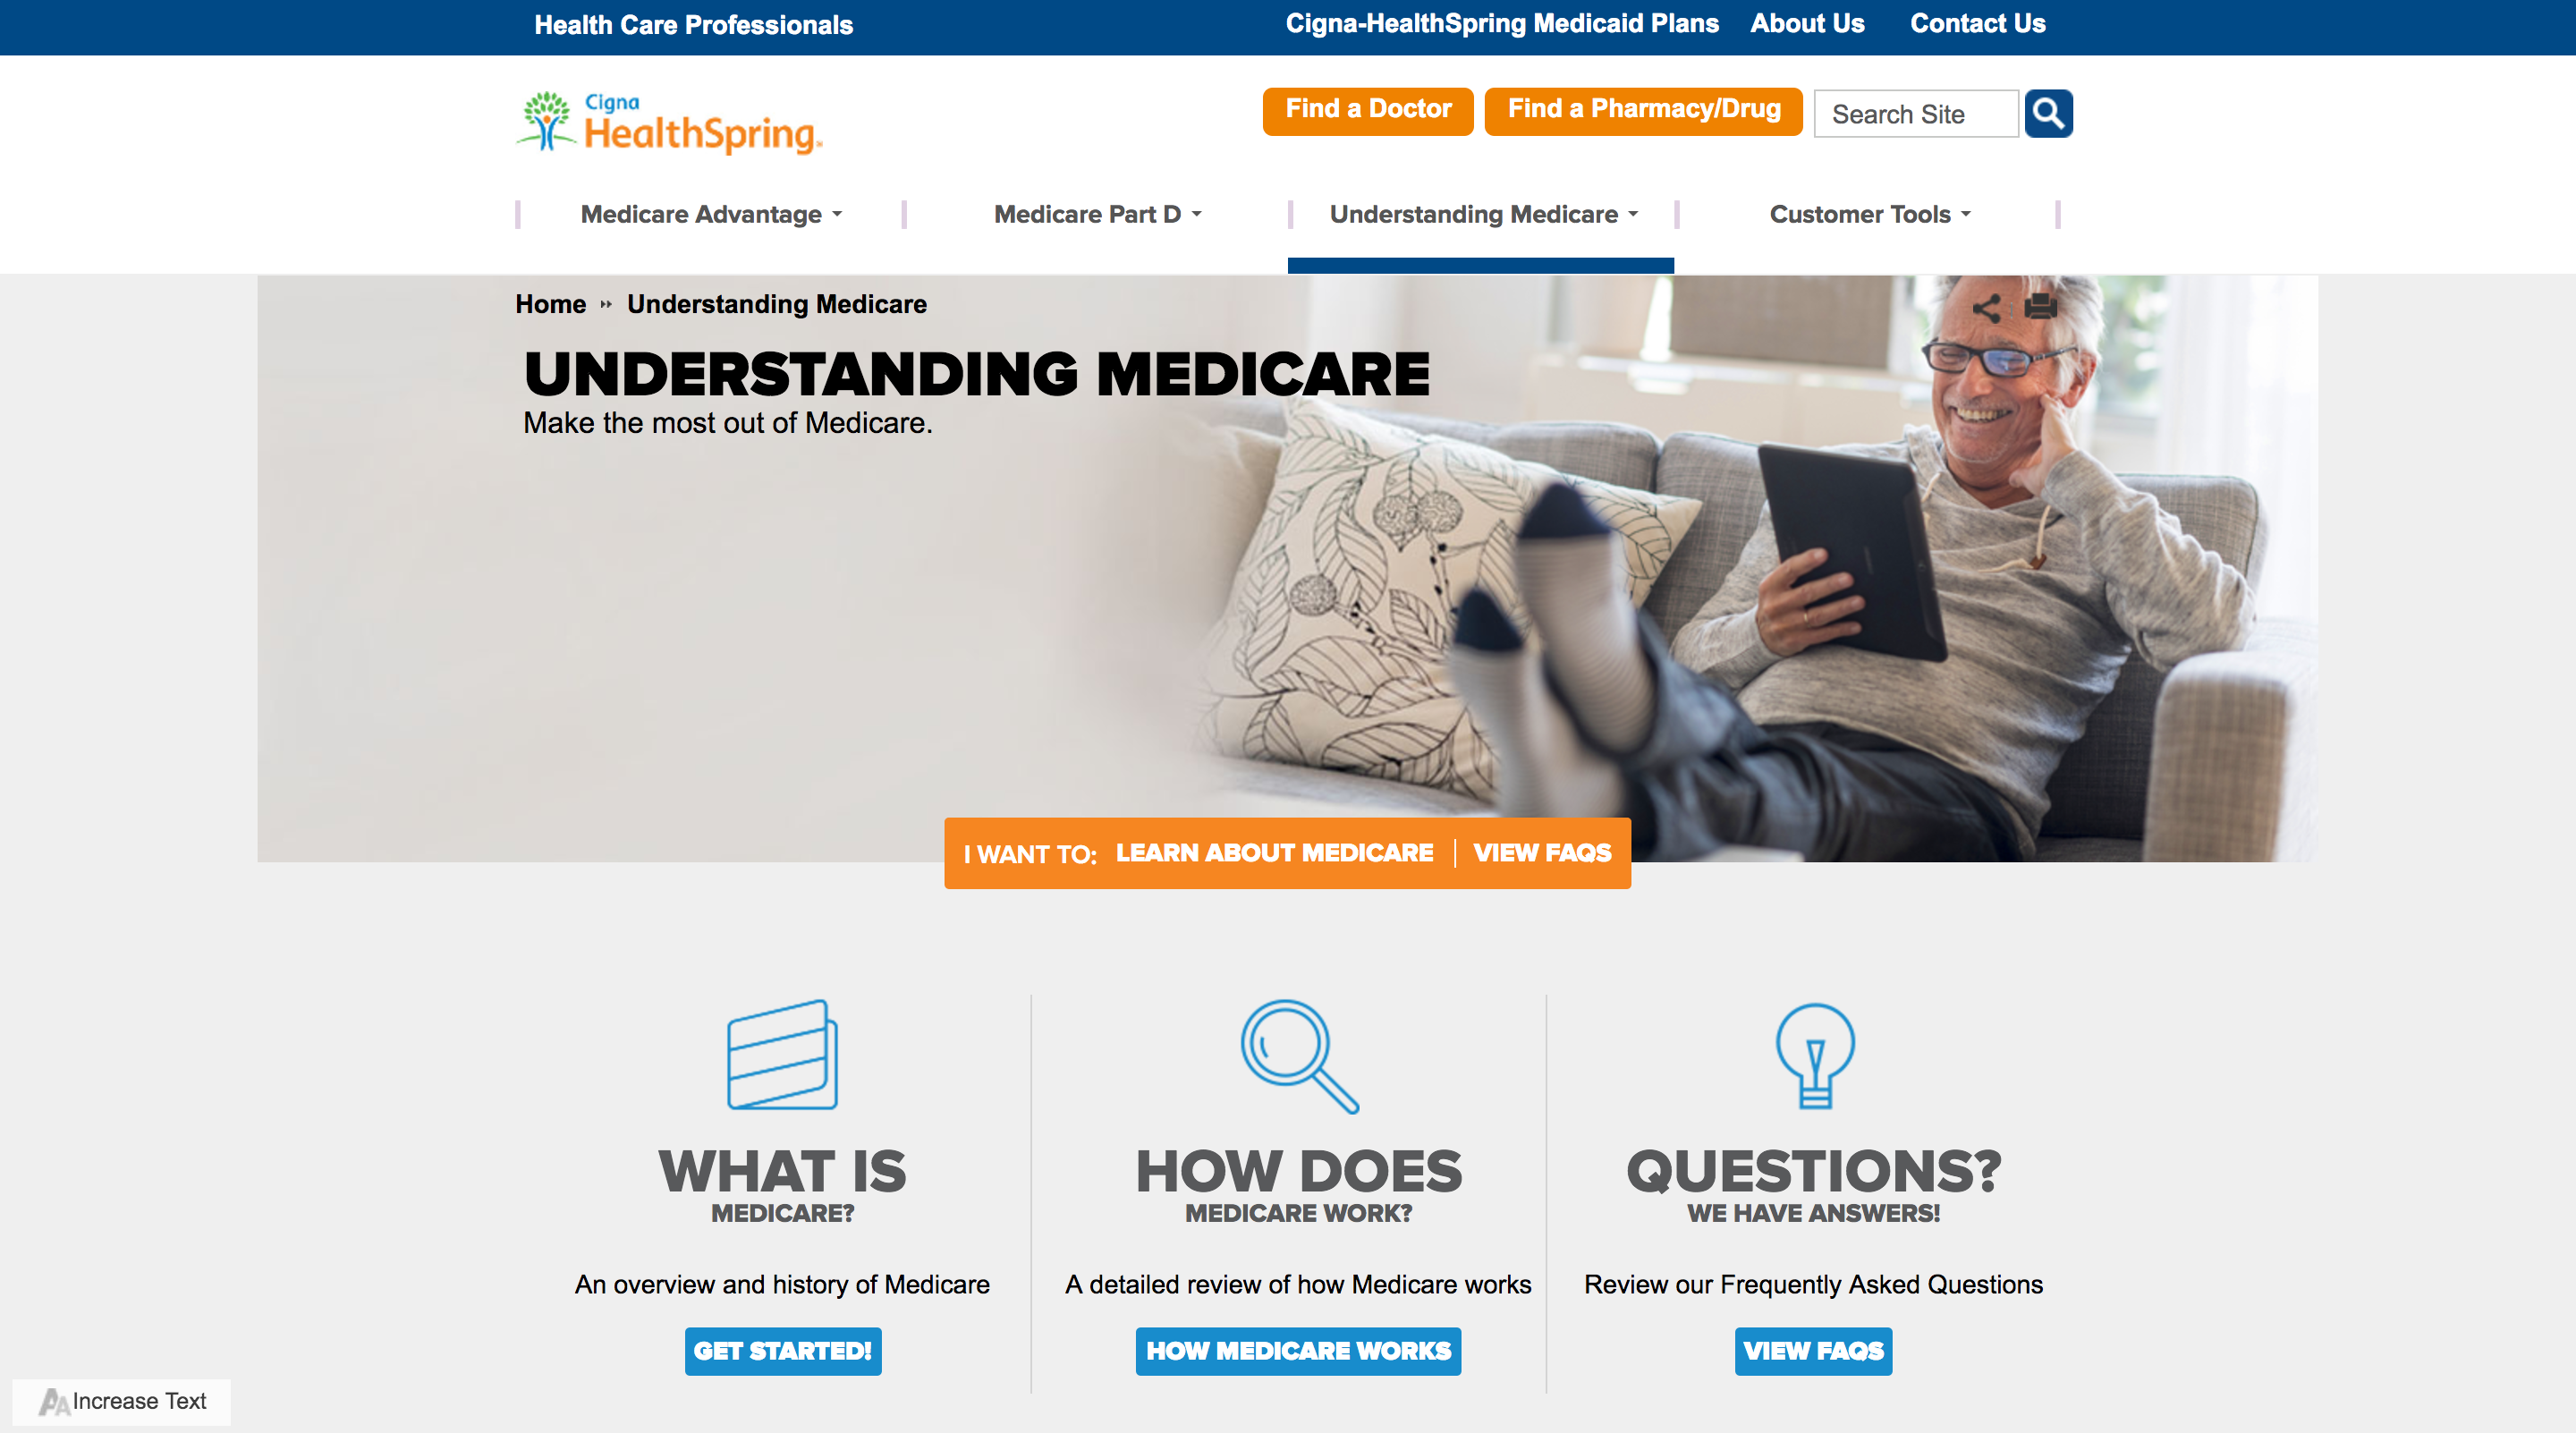 Health Care Professionals
Cigna-HealthSpring Medicaid Plans About Us Contact Us
Cigna
HealthSpring
Find a Doctor
Find a Pharmacy/Drug
Search Site
Medicare Advantage
Medicare Part D
Understanding Medicare
Customer Tools
Home Understanding Medicare
UNDERSTANDING MEDICARE
Make the most out of Medicare.
I WANT TO: LEARN ABOUT MEDICARE | VIEW FAQS
WHAT IS
MEDICARE?
An overview and history of Medicare
GET STARTED!
HOW DOES
MEDICARE WORK?
A detailed review of how Medicare works
HOW MEDICARE WORKS
QUESTIONS?
WE HAVE ANSWERS!
Review our Frequently Asked Questions
VIEW FAQS
AA Increase Text